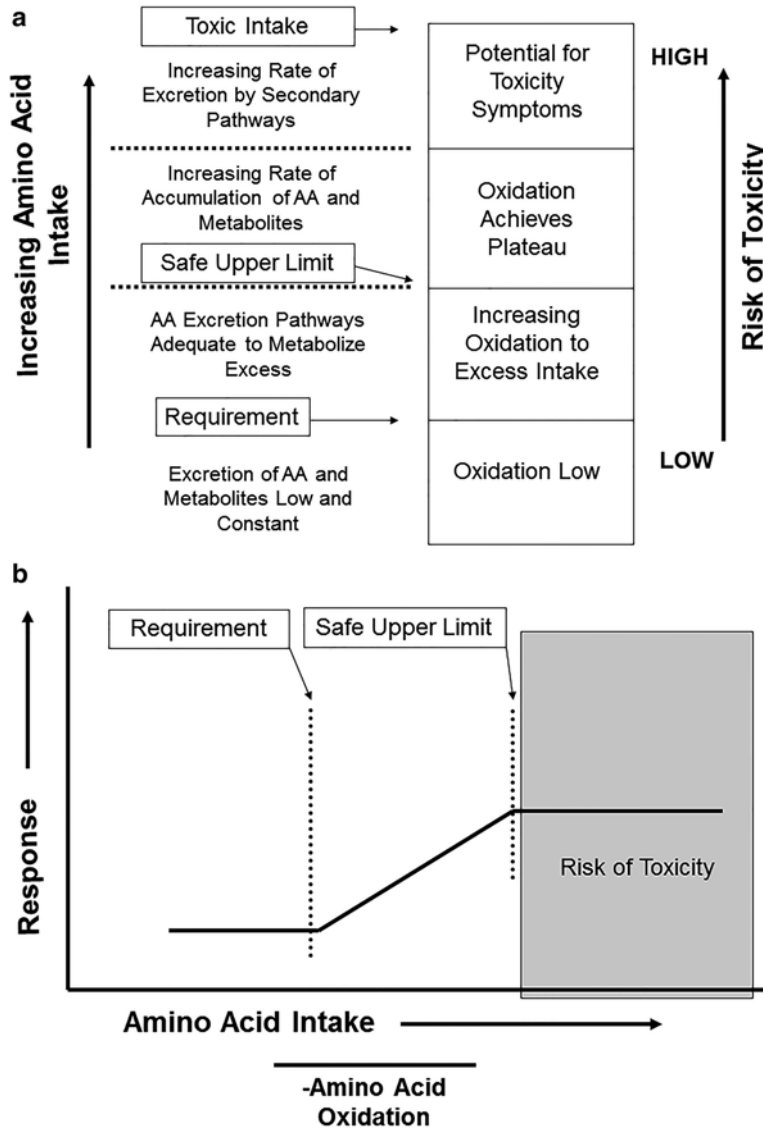 a
Toxic Intake
Increasing Rate of
Excretion by Secondary
Pathways
Increasing Rate of
Accumulation of AA and
Metabolites
Safe Upper Limit
AA Excretion Pathways
Adequate to Metabolize
Excess
Requirement
Excretion of AA and
Metabolites Low and
Constant
Increasing Amino Acid
Intake
Potential for
Toxicity
Symptoms
Oxidation
Achieves
Plateau
Increasing
Oxidation to
Excess Intake
Oxidation Low
HIGH
LOW
Risk of Toxicity
b
Requirement
Safe Upper Limit
Response
Risk of Toxicity
Amino Acid Intake
-Amino Acid
Oxidation